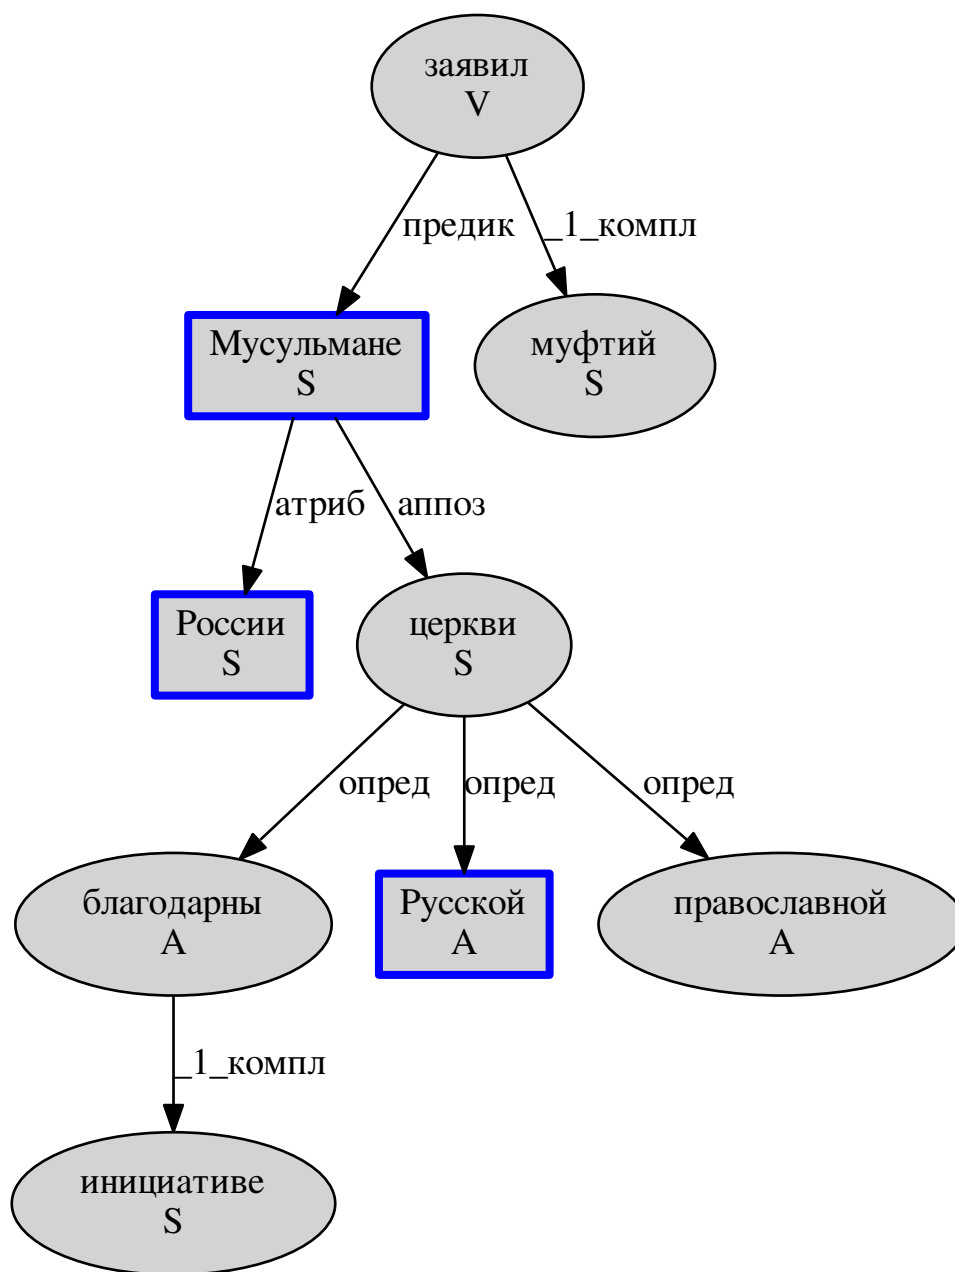 заявил
V
предик
_1_компл
Мусульмане
S
муфтий
S
атриб
аппоз
России
S
церкви
S
опред
опред
опред
благодарны
A
Русской
A
православной
A
_1_компл
инициативе
S